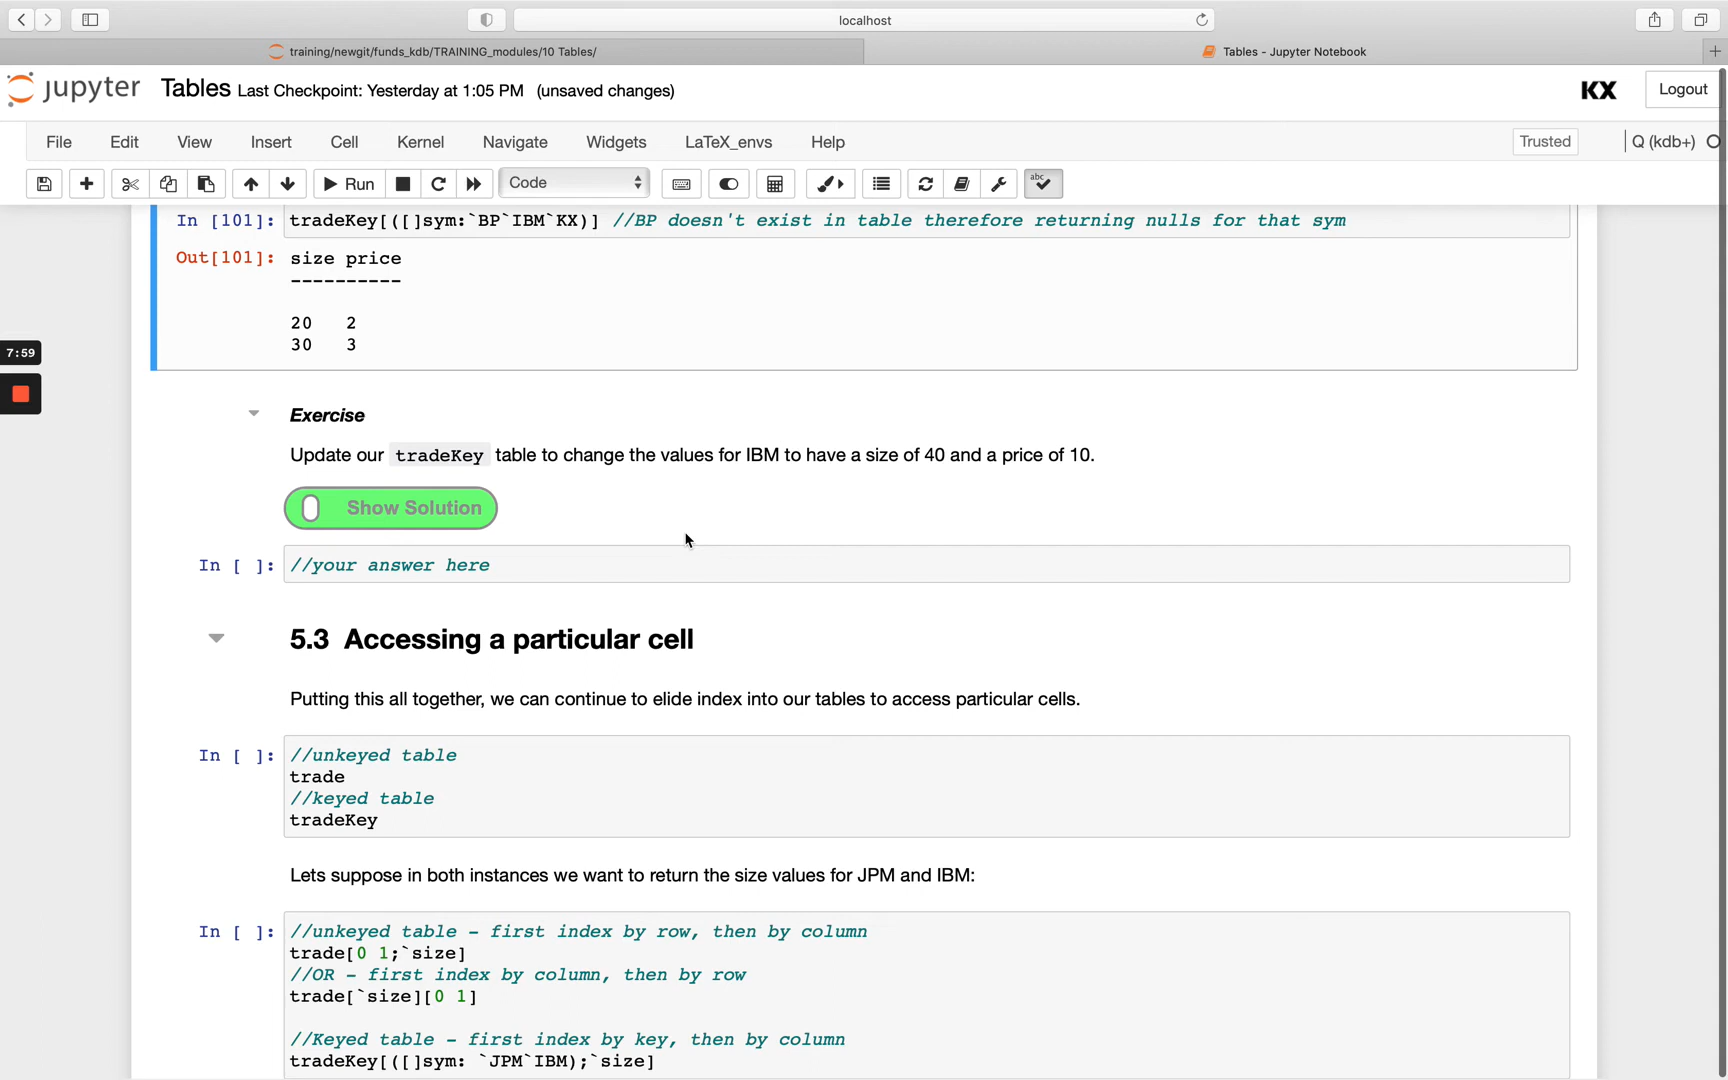 localhost
training/newgit/funds_kdb/TRAINING_modules/10 Tables/
Tables - Jupyter Notebook
jupyter Tables Last Checkpoint: Yesterday at 1:05 PM (unsaved changes)
KX
Logout
File Edit View Insert Cell Kernel Navigate Widgets LaTeX_envs Help
Trusted
Q (kdb+)
Run
Code
abc
In [101]: tradeKey[([]sym:`BP`IBM`KX)] //BP doesn't exist in table therefore returning nulls for that sym
Out[101]: size price
----------
20 2
30 3
7:59
Exercise
Update our tradeKey table to change the values for IBM to have a size of 40 and a price of 10.
Show Solution
In [ ]: //your answer here
5.3 Accessing a particular cell
Putting this all together, we can continue to elide index into our tables to access particular cells.
In [ ]: //unkeyed table
trade
//keyed table
tradeKey
Lets suppose in both instances we want to return the size values for JPM and IBM:
In [ ]: //unkeyed table – first index by row, then by column
trade[0 1;`size]
//OR – first index by column, then by row
trade[`size][0 1]
//Keyed table – first index by key, then by column
tradeKey[([]sym: `JPM`IBM);`size]